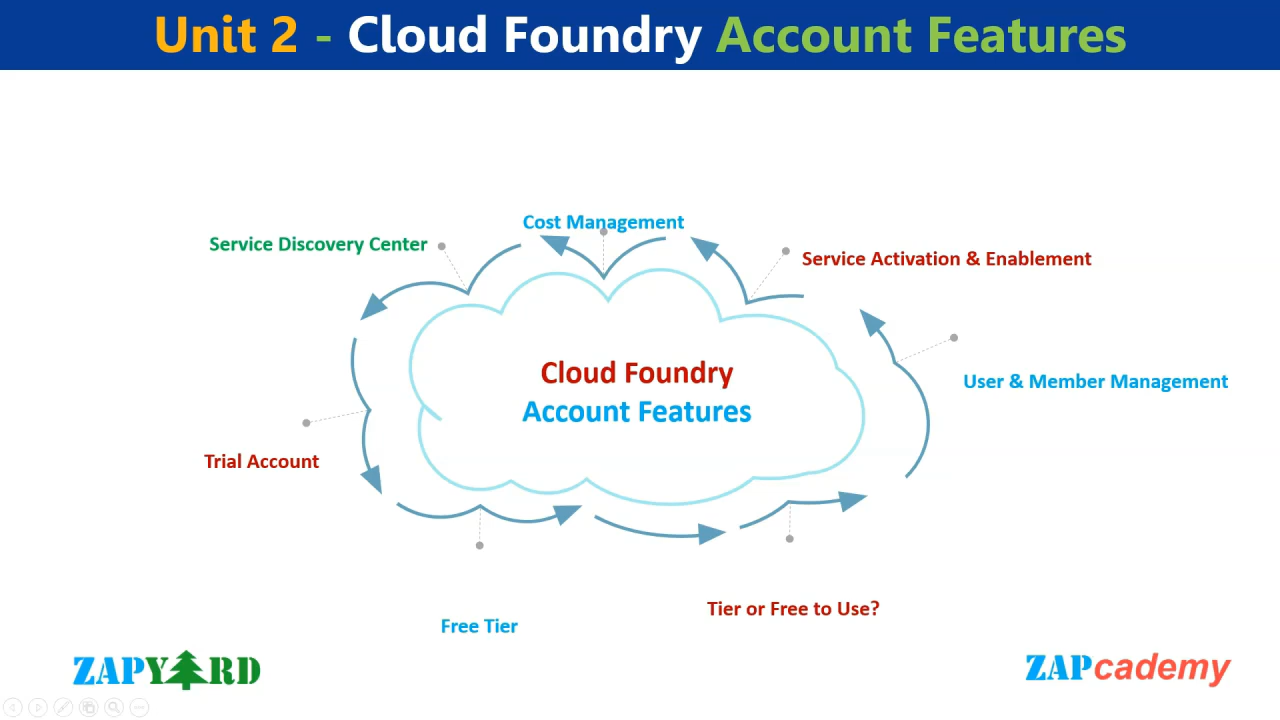 Unit 2 - Cloud Foundry Account Features
Cost Management
Service Discovery Center
Service Activation & Enablement
Cloud Foundry
Account Features
User & Member Management
Trial Account
Tier or Free to Use?
Free Tier
ZAPYARD
ZAPcademy